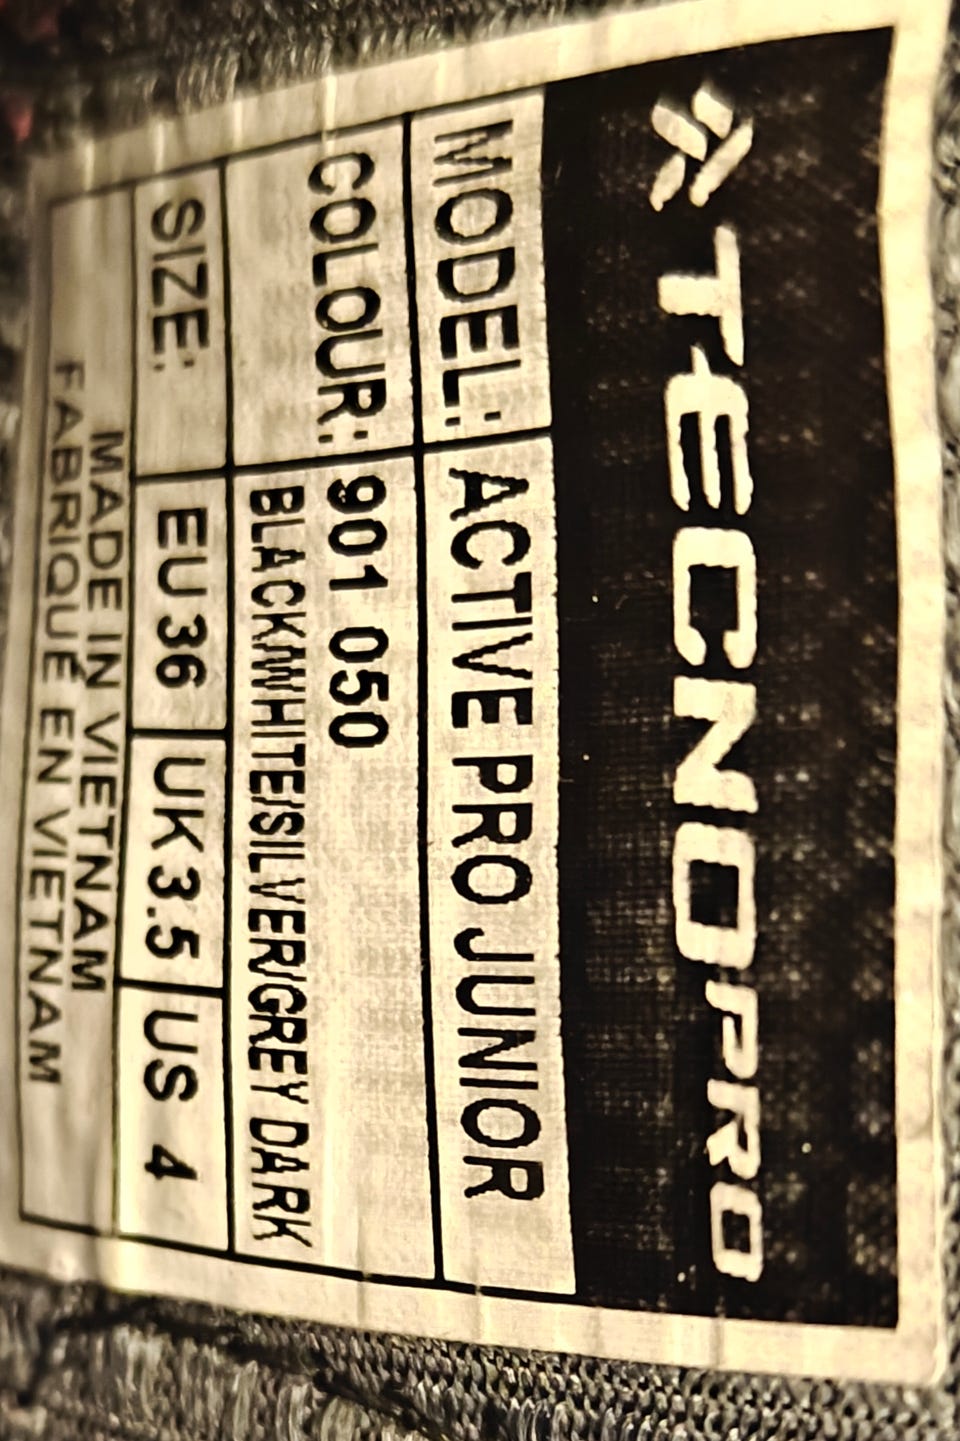 TECNOPRO
MODEL: ACTIVE PRO JUNIOR
COLOUR: 901 050
BLACK/WHITE/SILVER/GREY DARK
SIZE: EU 36 UK 3.5 US 4
MADE IN VIETNAM
FABRIQUÉ EN VIETNAM